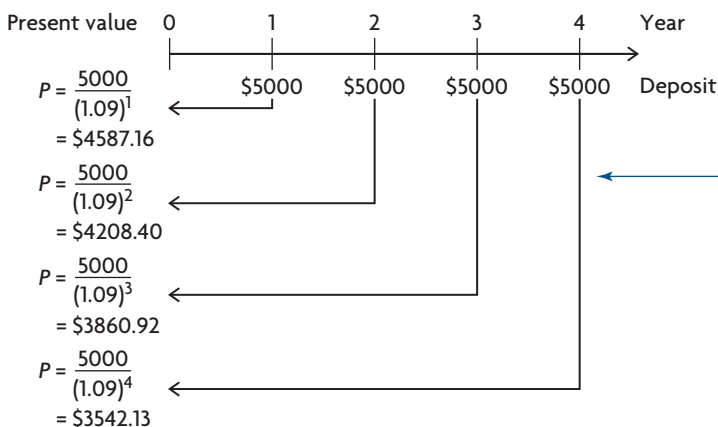 Present value 0 1 2 3 4 Year
$5000 $5000 $5000 $5000 Deposit
P = 5000/(1.09)¹
= $4587.16
P = 5000/(1.09)²
= $4208.40
P = 5000/(1.09)³
= $3860.92
P = 5000/(1.09)⁴
= $3542.13